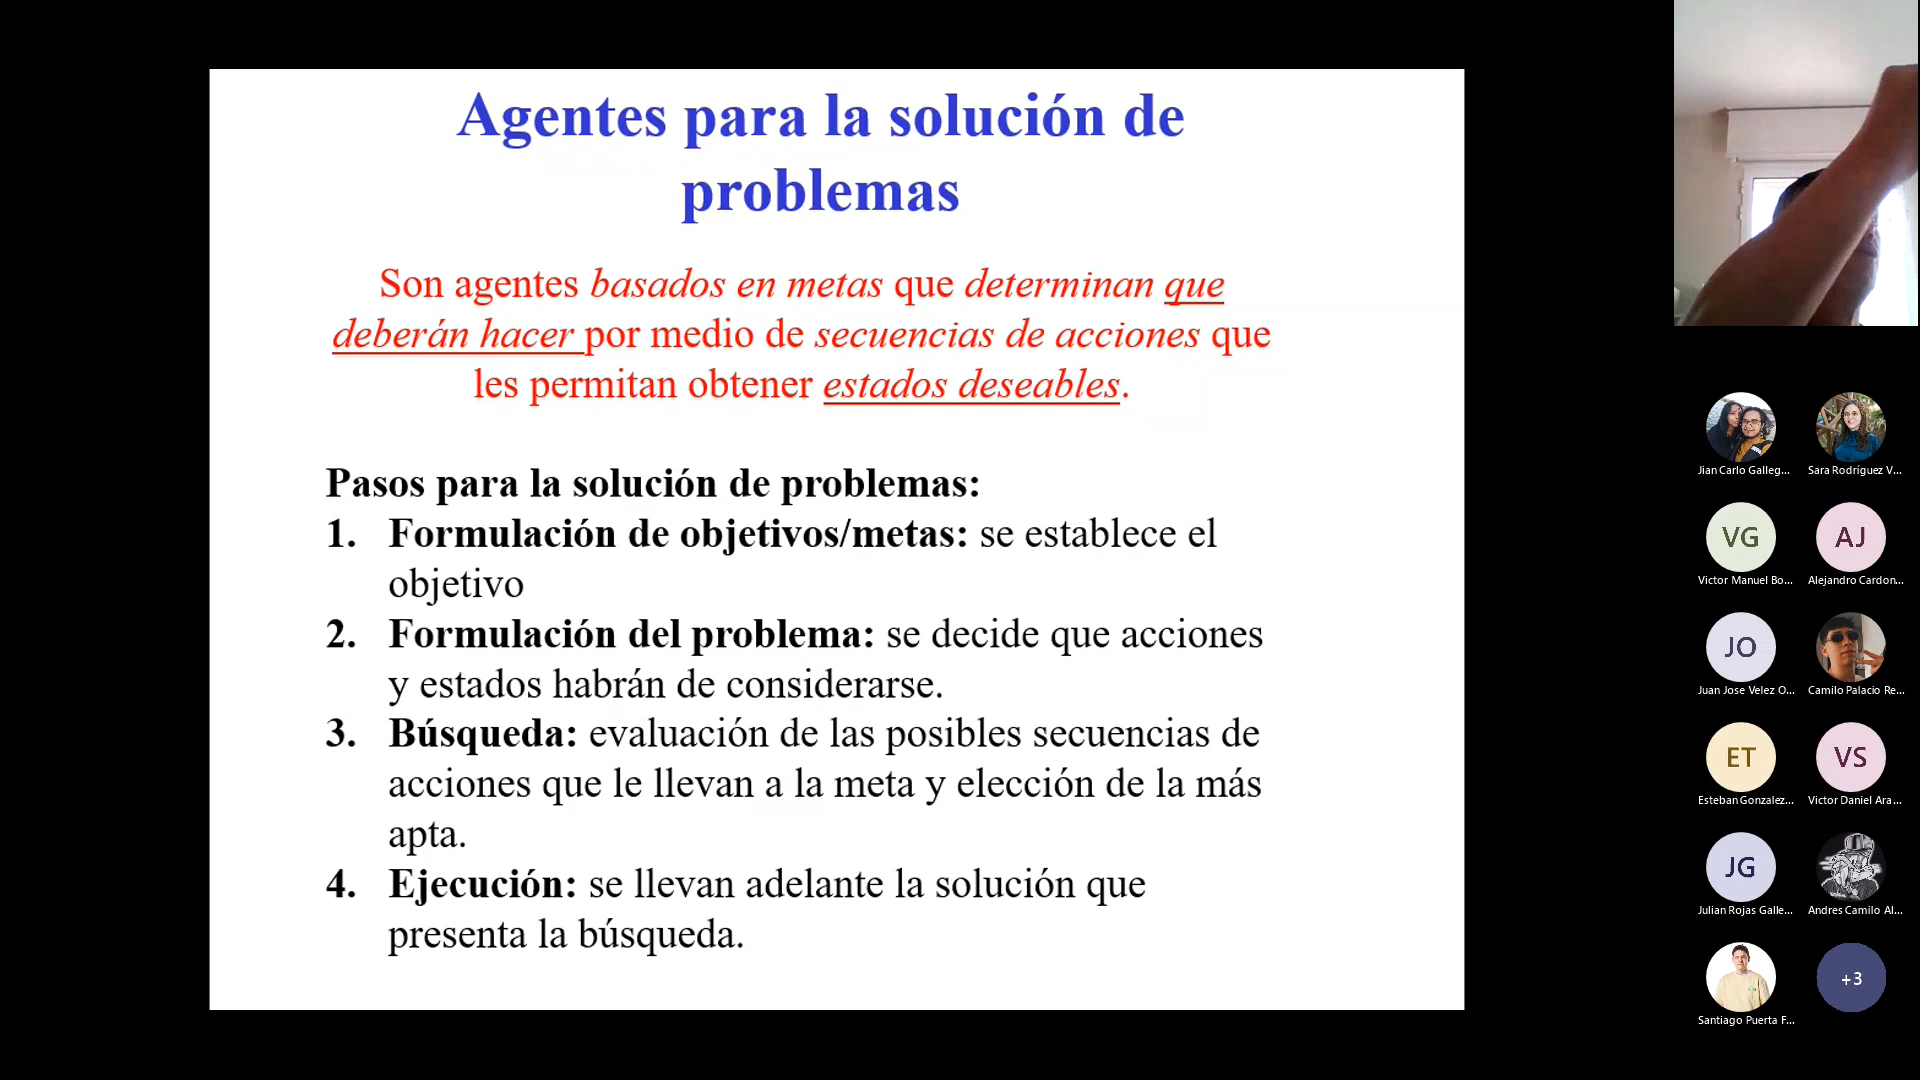 Agentes para la solución de
problemas
Son agentes basados en metas que determinan que
deberán hacer por medio de secuencias de acciones que
les permitan obtener estados deseables.
Pasos para la solución de problemas:
1. Formulación de objetivos/metas: se establece el
objetivo
2. Formulación del problema: se decide que acciones
y estados habrán de considerarse.
3. Búsqueda: evaluación de las posibles secuencias de
acciones que le llevan a la meta y elección de la más
apta.
4. Ejecución: se llevan adelante la solución que
presenta la búsqueda.
Jian Carlo Galleg...
Sara Rodríguez V...
VG
AJ
Victor Manuel Bo...
Alejandro Cardon...
JO
Juan Jose Velez O...
Camilo Palacio Re...
ET
VS
Esteban Gonzalez...
Victor Daniel Ara...
JG
Julian Rojas Galle...
Andres Camilo Al...
+3
Santiago Puerta F...